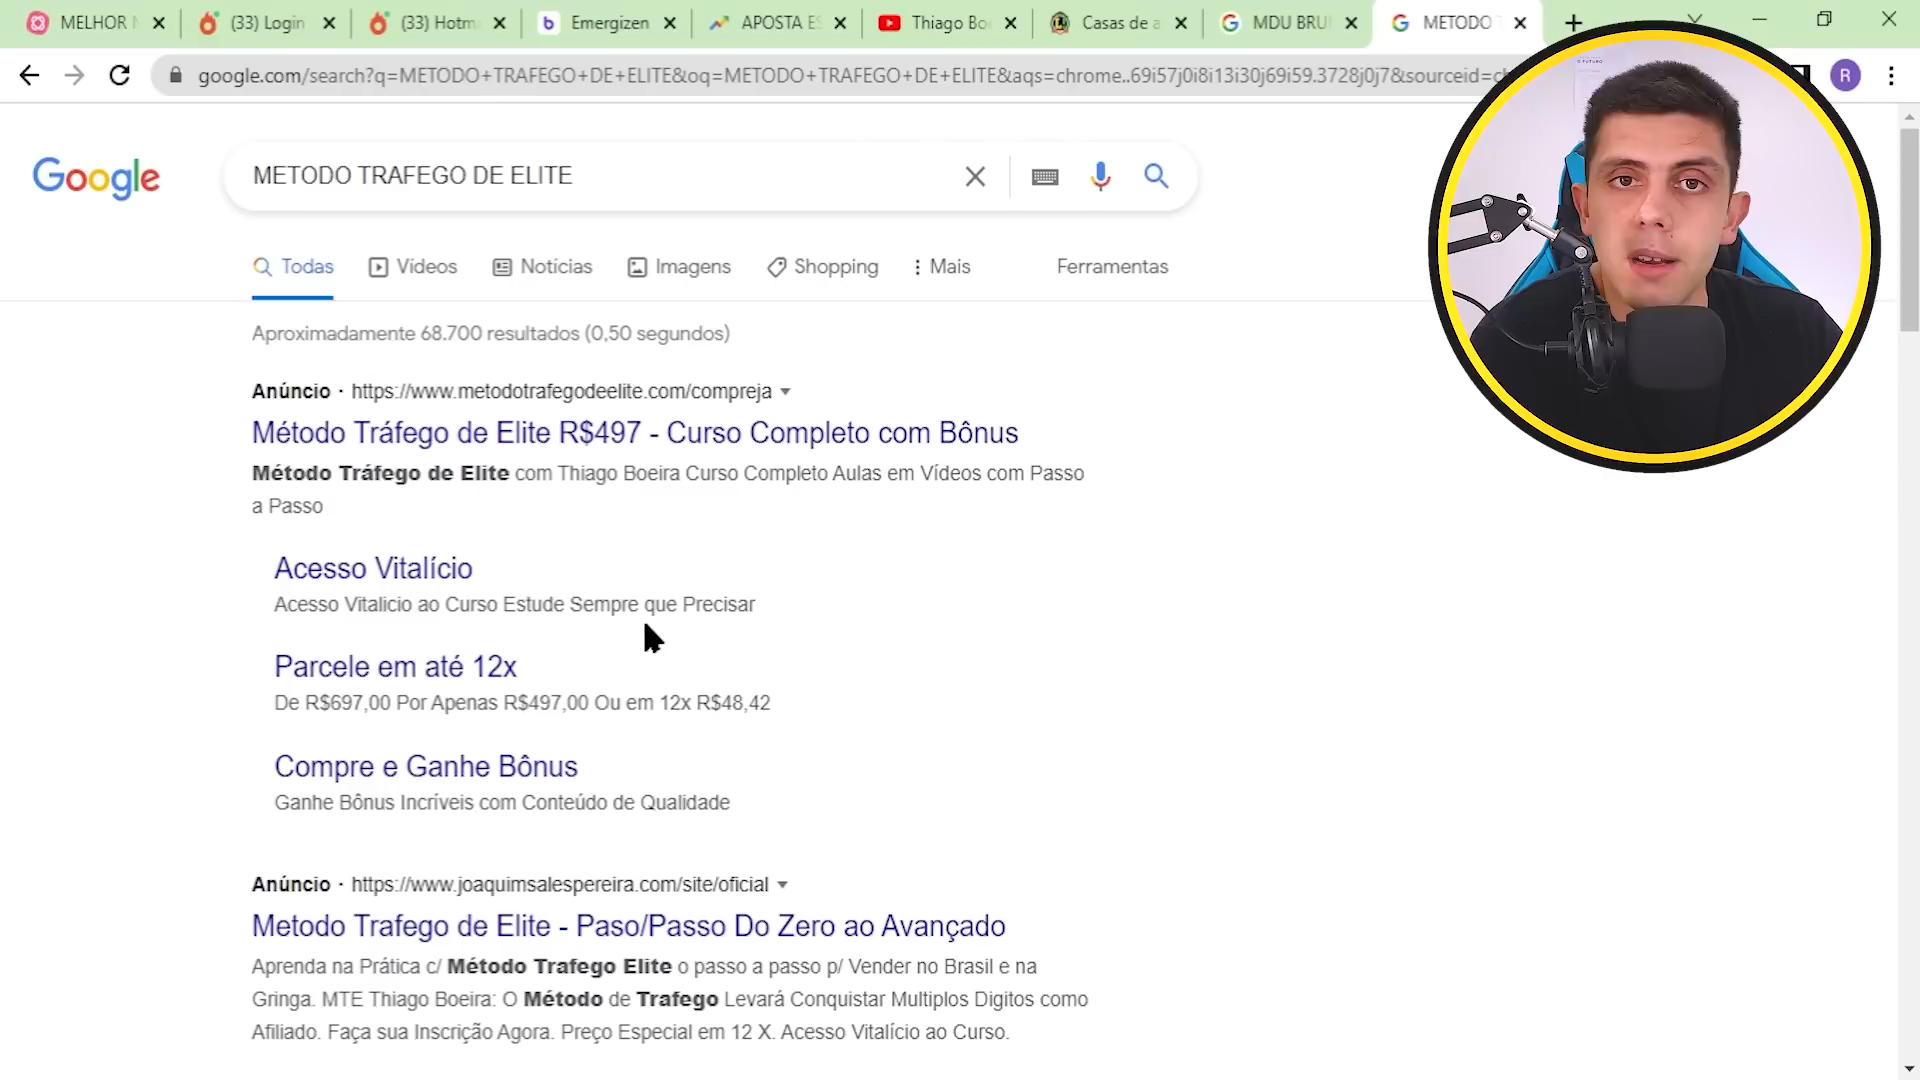 MELHOR
(33) Login
(33) Hotm
Emergizen
APOSTA ES
Thiago Bo
Casas de a
MDU BRU
METODO
google.com/search?q=METODO+TRAFEGO+DE+ELITE&oq=METODO+TRAFEGO+DE+ELITE&aqs=chrome..69i57j0i8i13i30j69i59.3728j0j7&sourceid=c
R
Google
METODO TRAFEGO DE ELITE
Todas
Vídeos
Notícias
Imagens
Shopping
Mais
Ferramentas
Aproximadamente 68.700 resultados (0,50 segundos)
Anúncio · https://www.metodotrafegodeelite.com/compreja
Método Tráfego de Elite R$497 - Curso Completo com Bônus
Método Tráfego de Elite com Thiago Boeira Curso Completo Aulas em Vídeos com Passo
a Passo
Acesso Vitalício
Acesso Vitalicio ao Curso Estude Sempre que Precisar
Parcele em até 12x
De R$697,00 Por Apenas R$497,00 Ou em 12x R$48,42
Compre e Ganhe Bônus
Ganhe Bônus Incríveis com Conteúdo de Qualidade
Anúncio · https://www.joaquimsalespereira.com/site/oficial
Metodo Trafego de Elite - Paso/Passo Do Zero ao Avançado
Aprenda na Prática c/ Método Trafego Elite o passo a passo p/ Vender no Brasil e na
Gringa. MTE Thiago Boeira: O Método de Trafego Levará Conquistar Multiplos Digitos como
Afiliado. Faça sua Inscrição Agora. Preço Especial em 12 X. Acesso Vitalício ao Curso.